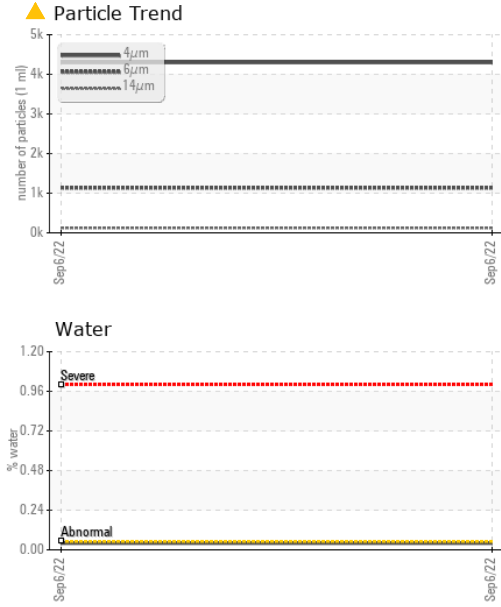 Particle Trend
number of particles (1 ml)
5k
4k
3k
2k
1k
0k
4μm
6μm
14μm
Sep6/22
Sep6/22
Water
% water
1.20
0.96
0.72
0.48
0.24
0.00
Severe
Abnormal
Sep6/22
Sep6/22